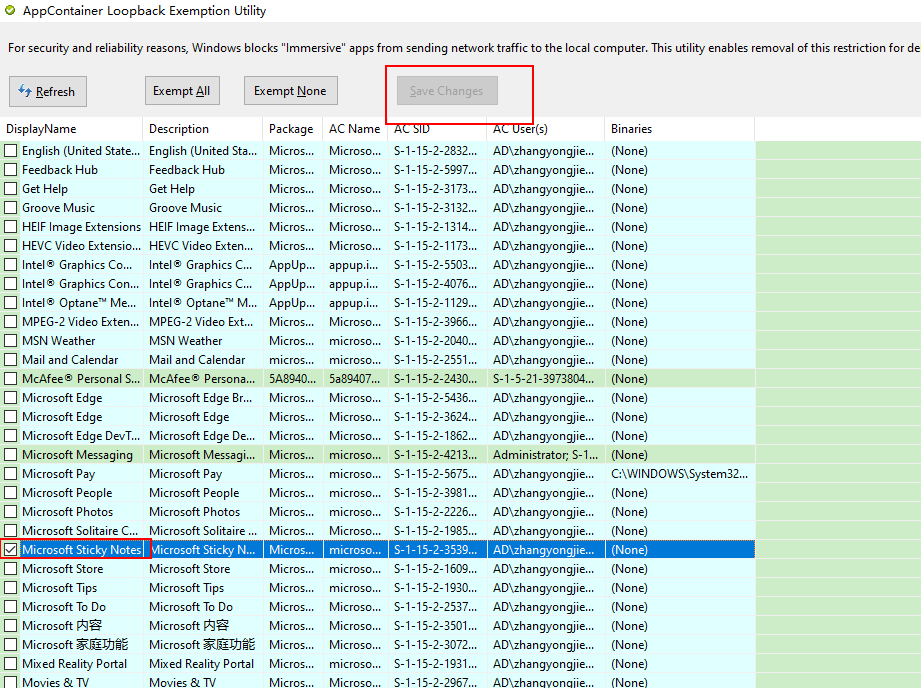 AppContainer Loopback Exemption Utility
For security and reliability reasons, Windows blocks "Immersive" apps from sending network traffic to the local computer. This utility enables removal of this restriction for de
Refresh Exempt All Exempt None Save Changes
DisplayName Description Package AC Name AC SID AC User(s) Binaries
English (United State... English (United Sta... Micros... Microso... S-1-15-2-2832... AD\zhangyongjie... (None)
Feedback Hub Feedback Hub Micros... Microso... S-1-15-2-5997... AD\zhangyongjie... (None)
Get Help Get Help Micros... Microso... S-1-15-2-3173... AD\zhangyongjie... (None)
Groove Music Groove Music Micros... Microso... S-1-15-2-3132... AD\zhangyongjie... (None)
HEIF Image Extensions HEIF Image Extens... Micros... Microso... S-1-15-2-1314... AD\zhangyongjie... (None)
HEVC Video Extensio... HEVC Video Exten... Micros... Microso... S-1-15-2-1173... AD\zhangyongjie... (None)
Intel® Graphics Co... Intel® Graphics C... AppUp... appup.i... S-1-15-2-5503... AD\zhangyongjie... (None)
Intel® Graphics Con... Intel® Graphics C... AppUp... appup.i... S-1-15-2-4076... AD\zhangyongjie... (None)
Intel® Optane™ Me... Intel® Optane™ M... AppUp... appup.i... S-1-15-2-1129... AD\zhangyongjie... (None)
MPEG-2 Video Exten... MPEG-2 Video Ext... Micros... Microso... S-1-15-2-3966... AD\zhangyongjie... (None)
MSN Weather MSN Weather Micros... Microso... S-1-15-2-2040... AD\zhangyongjie... (None)
Mail and Calendar Mail and Calendar micros... Microso... S-1-15-2-2551... AD\zhangyongjie... (None)
McAfee® Personal S... McAfee® Persona... 5A8940... 5a89407... S-1-15-2-2430... S-1-5-21-3973804... (None)
Microsoft Edge Microsoft Edge Br... Micros... Microso... S-1-15-2-5436... AD\zhangyongjie... (None)
Microsoft Edge Microsoft Edge Micros... Microso... S-1-15-2-3624... AD\zhangyongjie... (None)
Microsoft Edge DevT... Microsoft Edge De... Micros... Microso... S-1-15-2-1862... AD\zhangyongjie... (None)
Microsoft Messaging Microsoft Messagi... Micros... microso... S-1-15-2-4213... Administrator; S-1... (None)
Microsoft Pay Microsoft Pay Micros... microso... S-1-15-2-5675... AD\zhangyongjie... C:\WINDOWS\System32...
Microsoft People Microsoft People Micros... microso... S-1-15-2-3981... AD\zhangyongjie... (None)
Microsoft Photos Microsoft Photos Micros... microso... S-1-15-2-2226... AD\zhangyongjie... (None)
Microsoft Solitaire C... Microsoft Solitaire ... Micros... microso... S-1-15-2-1985... AD\zhangyongjie... (None)
Microsoft Sticky Notes Microsoft Sticky N... Micros... microso... S-1-15-2-3539... AD\zhangyongjie... (None)
Microsoft Store Microsoft Store Micros... microso... S-1-15-2-1609... AD\zhangyongjie... (None)
Microsoft Tips Microsoft Tips Micros... microso... S-1-15-2-1930... AD\zhangyongjie... (None)
Microsoft To Do Microsoft To Do Micros... microso... S-1-15-2-2537... AD\zhangyongjie... (None)
Microsoft 内容 Microsoft 内容 Micros... microso... S-1-15-2-3501... AD\zhangyongjie... (None)
Microsoft 家庭功能 Microsoft 家庭功能 Micros... microso... S-1-15-2-3072... AD\zhangyongjie... (None)
Mixed Reality Portal Mixed Reality Portal Micros... microso... S-1-15-2-1931... AD\zhangyongjie... (None)
Movies & TV Movies & TV Micros... microso... S-1-15-2-2967... AD\zhangyongjie... (None)